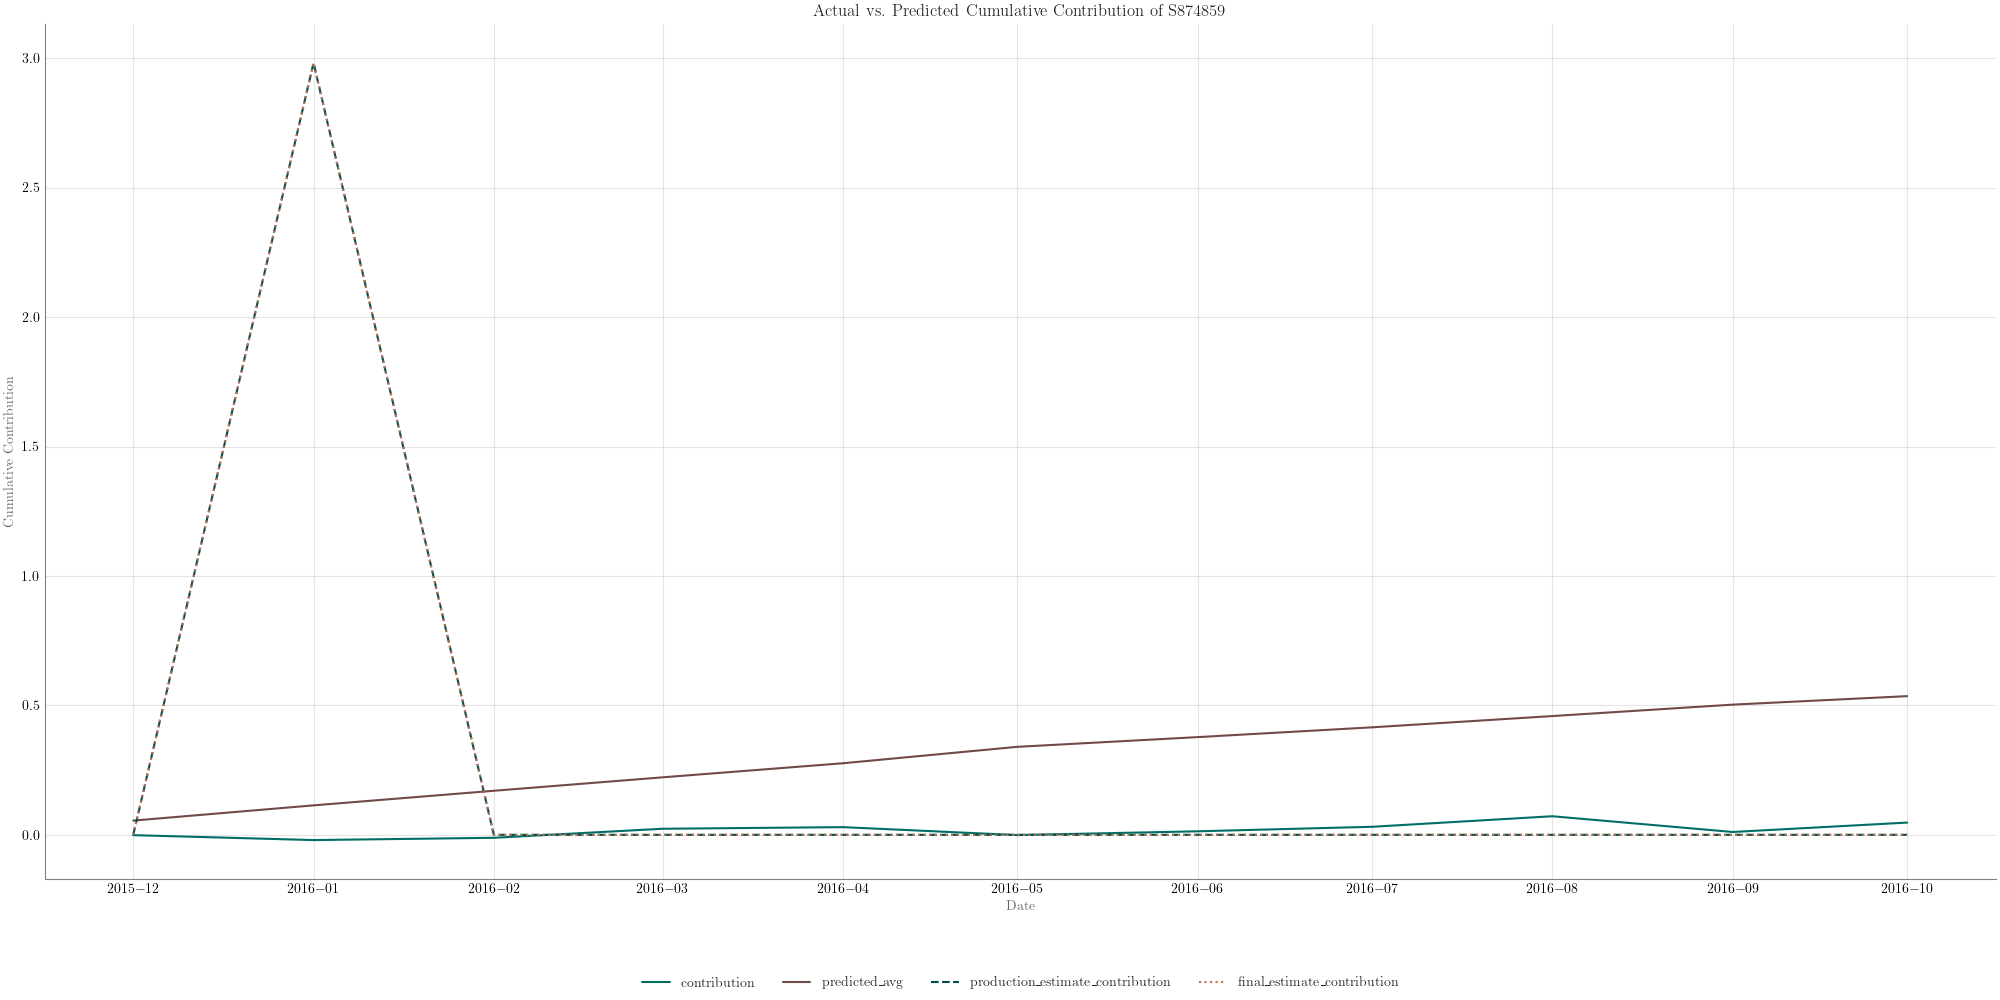 Actual vs. Predicted Cumulative Contribution of S874859
3.0
2.5
2.0
1.5
1.0
0.5
0.0
Cumulative Contribution
2015−12 2016−01 2016−02 2016−03 2016−04 2016−05 2016−06 2016−07 2016−08 2016−09 2016−10
Date
contribution predicted_avg production_estimate_contribution final_estimate_contribution